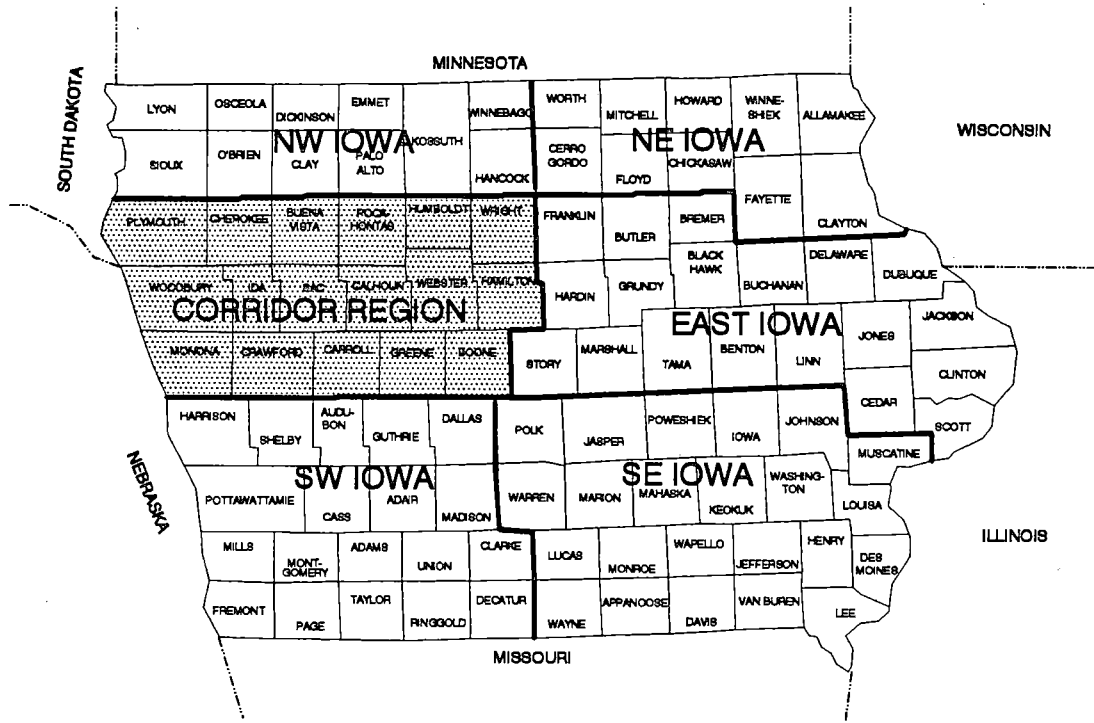 MINNESOTA
SOUTH DAKOTA
WISCONSIN
NEBRASKA
ILLINOIS
MISSOURI
NW IOWA
LYON
OSCEOLA
DICKINSON
EMMET
KOSSUTH
WINNEBAGO
SIOUX
O'BRIEN
CLAY
PALO
ALTO
HANCOCK
NE IOWA
WORTH
MITCHELL
HOWARD
WINNE-
SHIEK
ALLAMAKEE
CERRO
GORDO
FLOYD
CHICKASAW
FAYETTE
CLAYTON
CORRIDOR REGION
PLYMOUTH
CHEROKEE
BUENA
VISTA
POCA-
HONTAS
HUMBOLDT
WRIGHT
WOODBURY
IDA
SAC
CALHOUN
WEBSTER
HAMILTON
MONONA
CRAWFORD
CARROLL
GREENE
BOONE
EAST IOWA
FRANKLIN
BUTLER
BREMER
BLACK
HAWK
BUCHANAN
DELAWARE
DUBUQUE
HARDIN
GRUNDY
JACKSON
STORY
MARSHALL
TAMA
BENTON
LINN
JONES
CLINTON
CEDAR
SCOTT
SW IOWA
HARRISON
SHELBY
AUDU-
BON
GUTHRIE
DALLAS
POTTAWATTAMIE
CASS
ADAIR
MADISON
MILLS
MONT-
GOMERY
ADAMS
UNION
CLARKE
FREMONT
PAGE
TAYLOR
RINGGOLD
DECATUR
SE IOWA
POLK
JASPER
POWESHIEK
IOWA
JOHNSON
MUSCATINE
WARREN
MARION
MAHASKA
KEOKUK
WASHING-
TON
LOUISA
LUCAS
MONROE
WAPELLO
JEFFERSON
HENRY
DES
MOINES
WAYNE
APPANOOSE
DAVIS
VAN BUREN
LEE